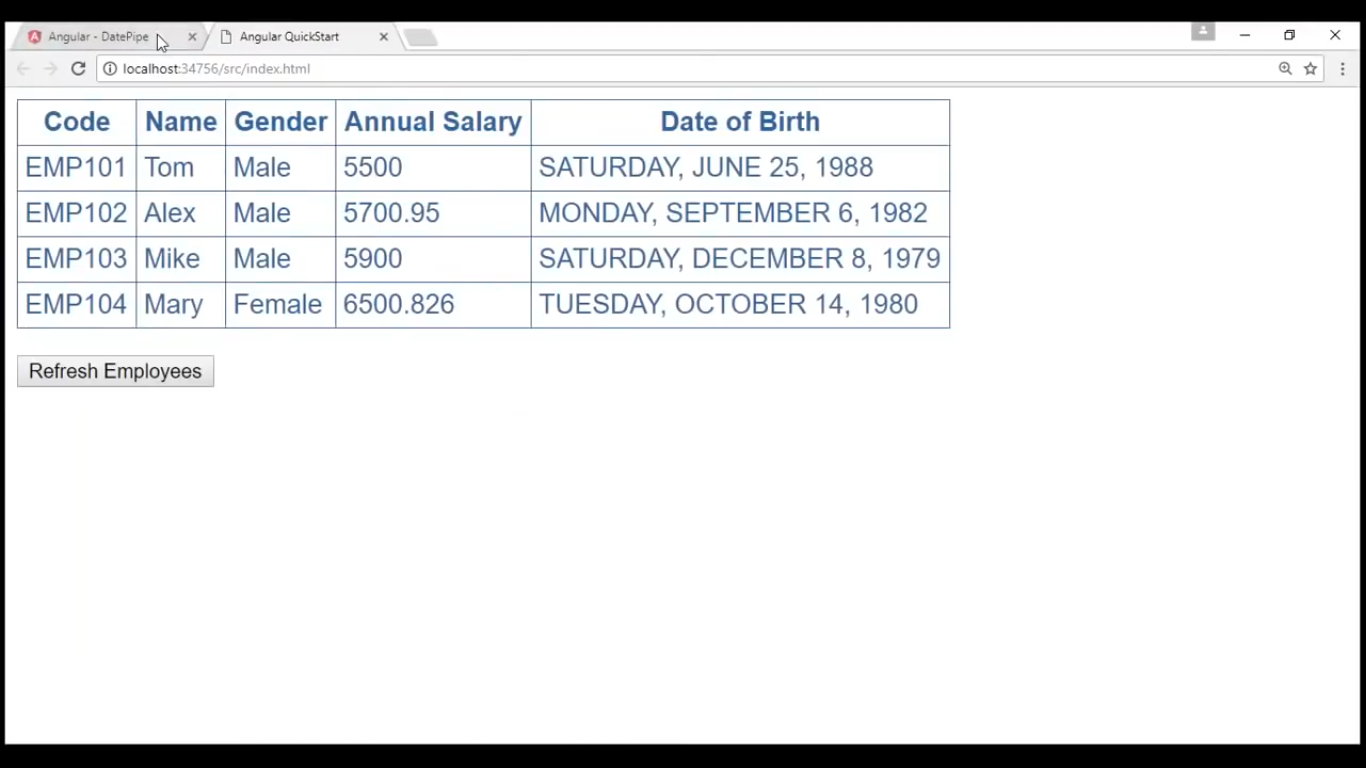 Angular - DatePipe Angular QuickStart
localhost:34756/src/index.html
Code Name Gender Annual Salary Date of Birth
EMP101 Tom Male 5500 SATURDAY, JUNE 25, 1988
EMP102 Alex Male 5700.95 MONDAY, SEPTEMBER 6, 1982
EMP103 Mike Male 5900 SATURDAY, DECEMBER 8, 1979
EMP104 Mary Female 6500.826 TUESDAY, OCTOBER 14, 1980
Refresh Employees